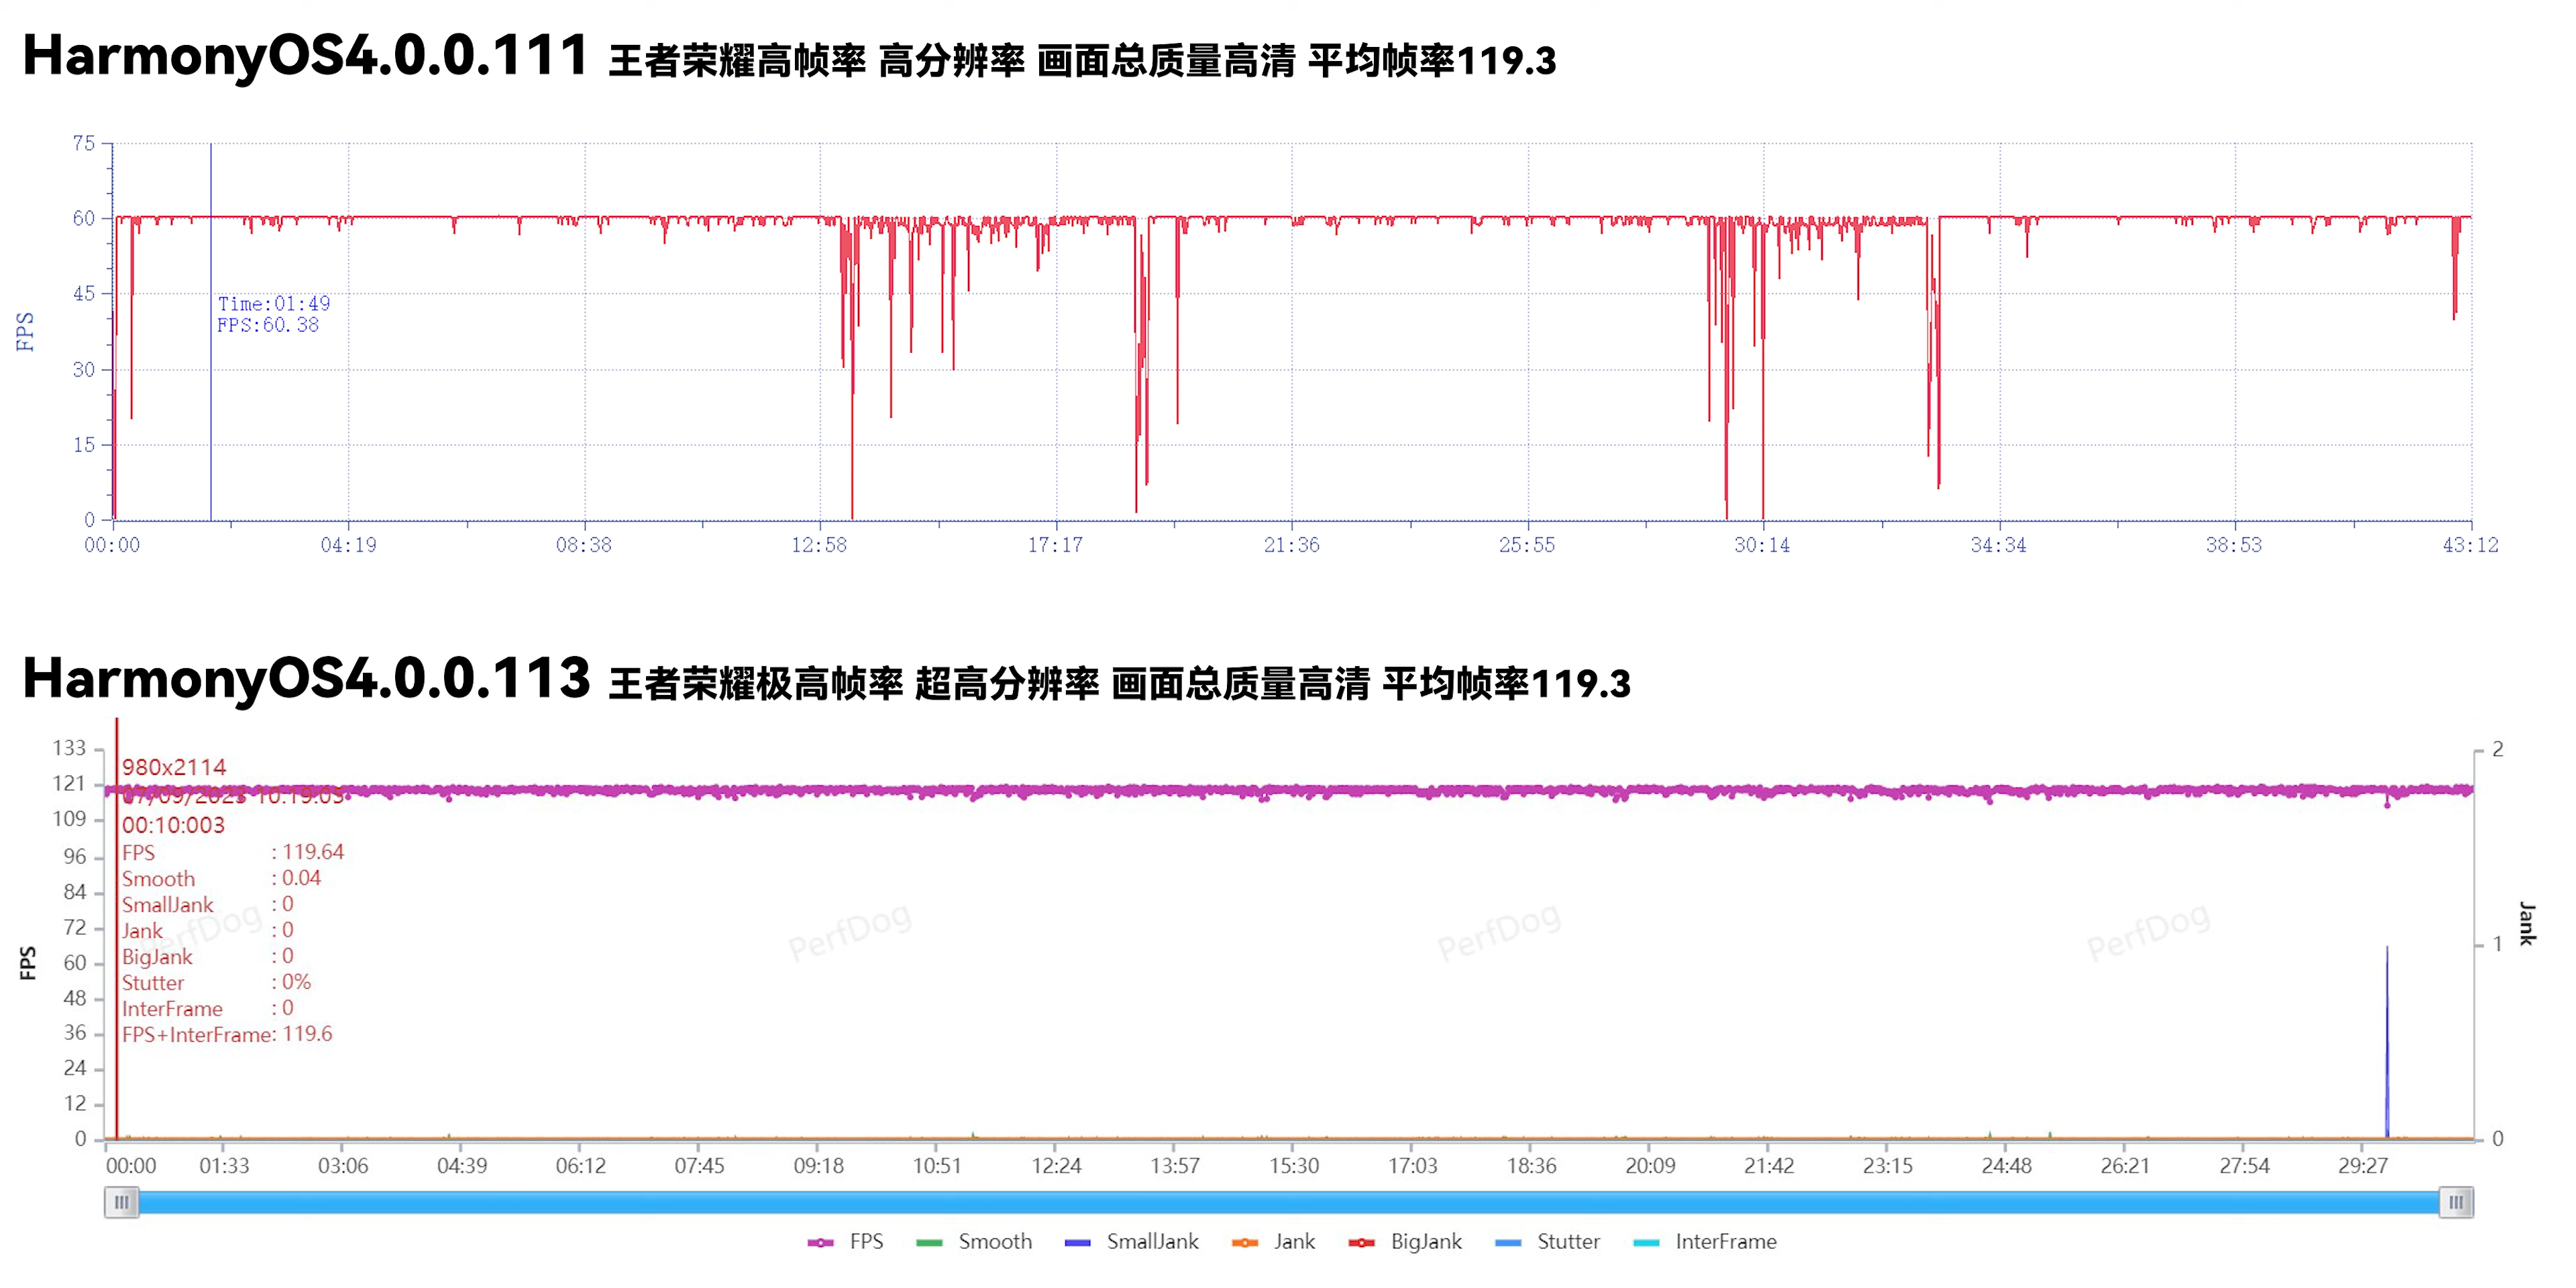 HarmonyOS4.0.0.111 王者荣耀高帧率 高分辨率 画面总质量高清 平均帧率119.3
75
60
45
30
15
0
FPS
Time:01:49
FPS:60.38
00:00 04:19 08:38 12:58 17:17 21:36 25:55 30:14 34:34 38:53 43:12
HarmonyOS4.0.0.113 王者荣耀极高帧率 超高分辨率 画面总质量高清 平均帧率119.3
133
121
109
96
84
72
60
48
36
24
12
0
FPS
980x2114
00:10:003
FPS : 119.64
Smooth : 0.04
SmallJank : 0
Jank : 0
BigJank : 0
Stutter : 0%
InterFrame : 0
FPS+InterFrame: 119.6
PerfDog PerfDog PerfDog PerfDog
2
1
0
Jank
00:00 01:33 03:06 04:39 06:12 07:45 09:18 10:51 12:24 13:57 15:30 17:03 18:36 20:09 21:42 23:15 24:48 26:21 27:54 29:27
FPS Smooth SmallJank Jank BigJank Stutter InterFrame